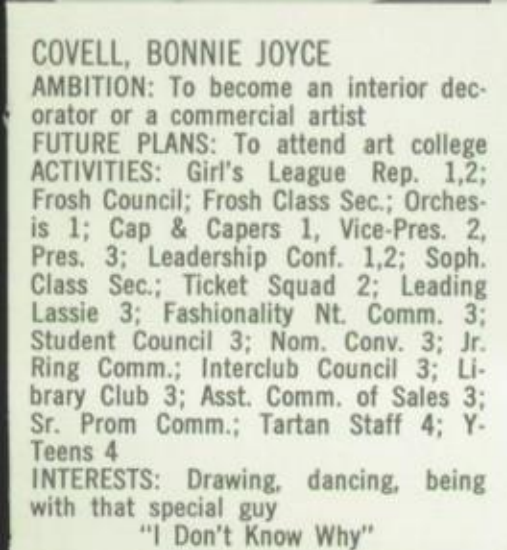 COVELL, BONNIE JOYCE
AMBITION: To become an interior dec-
orator or a commercial artist
FUTURE PLANS: To attend art college
ACTIVITIES: Girl's League Rep. 1,2;
Frosh Council; Frosh Class Sec.; Orches-
is 1; Cap & Capers 1, Vice-Pres. 2,
Pres. 3; Leadership Conf. 1,2; Soph.
Class Sec.; Ticket Squad 2; Leading
Lassie 3; Fashionality Nt. Comm. 3;
Student Council 3; Nom. Conv. 3; Jr.
Ring Comm.; Interclub Council 3; Li-
brary Club 3; Asst. Comm. of Sales 3;
Sr. Prom Comm.; Tartan Staff 4; Y-
Teens 4
INTERESTS: Drawing, dancing, being
with that special guy
"I Don't Know Why"